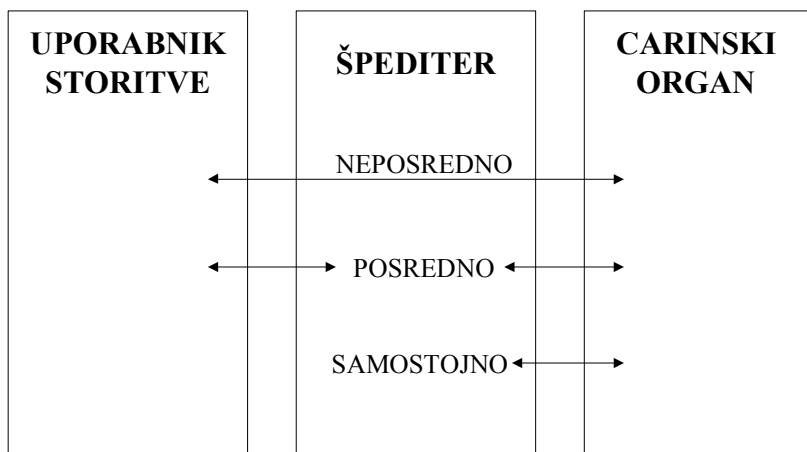 UPORABNIK
STORITVE
ŠPEDITER
CARINSKI
ORGAN
NEPOSREDNO
POSREDNO
SAMOSTOJNO